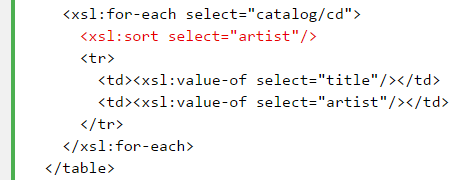 <xsl:for-each select="catalog/cd">
<xsl:sort select="artist"/>
<tr>
<td><xsl:value-of select="title"/></td>
<td><xsl:value-of select="artist"/></td>
</tr>
</xsl:for-each>
</table>